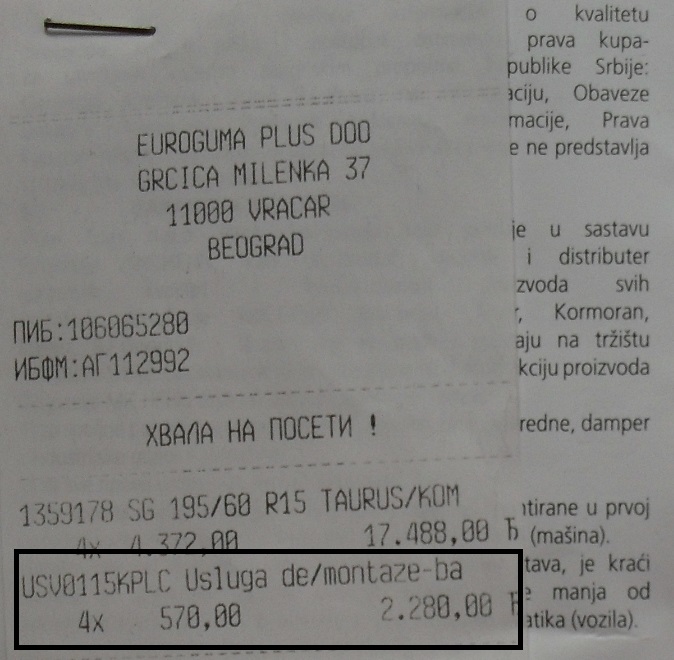 EUROGUMA PLUS DOO
GRCICA MILENKA 37
11000 VRACAR
BEOGRAD
ПИБ:106065280
ИБФМ:АГ112992
ХВАЛА НА ПОСЕТИ !
1359178 SG 195/60 R15 TAURUS/KOM
4x 4.372,00 17.488,00 Ђ
USV0115KPLC Usluga de/montaze-ba
4x 570,00 2.280,00 Ђ
o kvalitetu
prava kupa-
publike Srbije:
aciju, Obaveze
macije, Prava
e ne predstavlja
je u sastavu
i distributer
zvoda svih
, Kormoran,
aju na tržištu
kciju proizvoda
redne, damper
ntirane u prvoj
(mašina).
tava, je kraći
e manja od
atika (vozila).